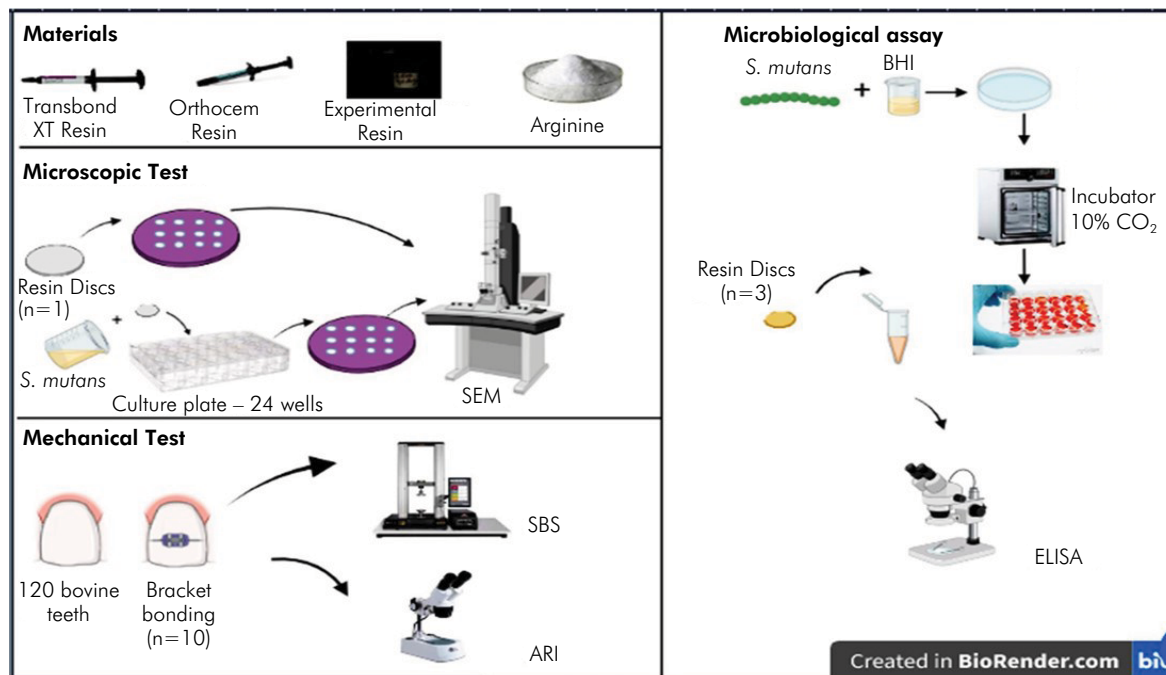 Materials
Transbond
XT Resin
Orthocem
Resin
Experimental
Resin
Arginine
Microscopic Test
Resin Discs
(n=1)
+
S. mutans
Culture plate – 24 wells
SEM
Mechanical Test
120 bovine
teeth
Bracket
bonding
(n=10)
SBS
ARI
Microbiological assay
S. mutans
+
BHI
Incubator
10% CO₂
Resin Discs
(n=3)
ELISA
Created in BioRender.com